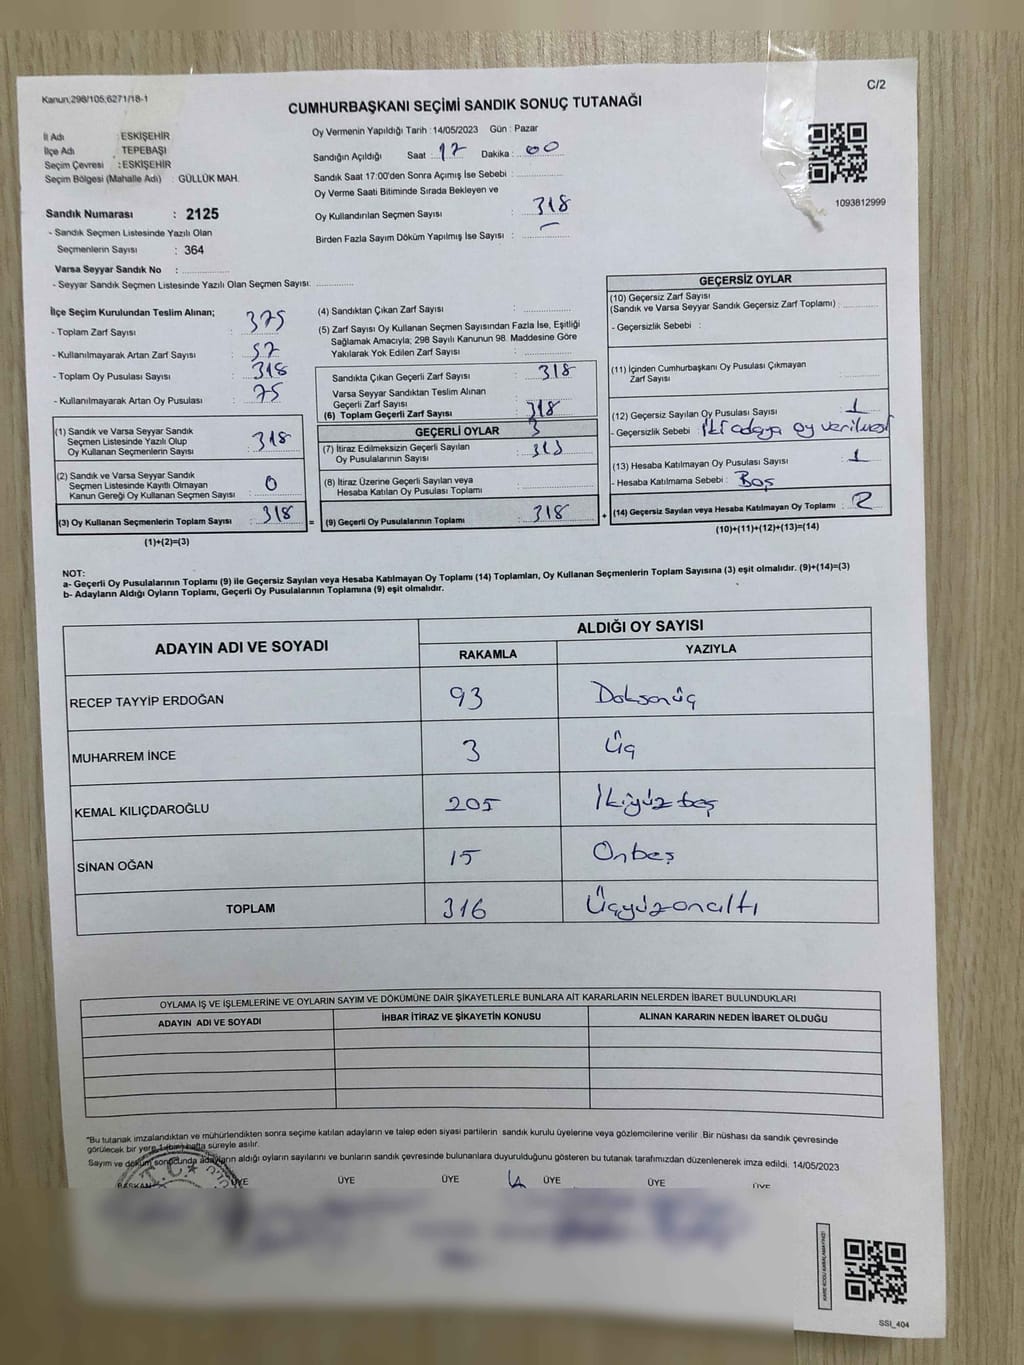 Kanun;298/105;6271/18-1
C/2
CUMHURBAŞKANI SEÇİMİ SANDIK SONUÇ TUTANAĞI
İl Adı : ESKİŞEHİR
İlçe Adı : TEPEBAŞI
Seçim Çevresi : ESKİŞEHİR
Seçim Bölgesi (Mahalle Adı) : GÜLLÜK MAH.
Sandık Numarası : 2125
- Sandık Seçmen Listesinde Yazılı Olan
Seçmenlerin Sayısı : 364
Varsa Seyyar Sandık No :
- Seyyar Sandık Seçmen Listesinde Yazılı Olan Seçmen Sayısı:
Oy Vermenin Yapıldığı Tarih : 14/05/2023 Gün : Pazar
Sandığın Açıldığı Saat : 17 Dakika : 00
Sandık Saat 17:00'den Sonra Açımış İse Sebebi :
Oy Verme Saati Bitiminde Sırada Bekleyen ve
Oy Kullandırılan Seçmen Sayısı : 318
Birden Fazla Sayım Döküm Yapılmış İse Sayısı : –
1093812999
İlçe Seçim Kurulundan Teslim Alınan;
- Toplam Zarf Sayısı : 375
- Kullanılmayarak Artan Zarf Sayısı : 57
- Toplam Oy Pusulası Sayısı : 318
- Kullanılmayarak Artan Oy Pusulası : 75
(1) Sandık ve Varsa Seyyar Sandık
Seçmen Listesinde Yazılı Olup
Oy Kullanan Seçmenlerin Sayısı : 318
(2) Sandık ve Varsa Seyyar Sandık
Seçmen Listesinde Kayıtlı Olmayan
Kanun Gereği Oy Kullanan Seçmen Sayısı : 0
(3) Oy Kullanan Seçmenlerin Toplam Sayısı : 318
(1)+(2)=(3)
(4) Sandıktan Çıkan Zarf Sayısı :
(5) Zarf Sayısı Oy Kullanan Seçmen Sayısından Fazla İse, Eşitliği
Sağlamak Amacıyla; 298 Sayılı Kanunun 98. Maddesine Göre
Yakılarak Yok Edilen Zarf Sayısı :
Sandıkta Çıkan Geçerli Zarf Sayısı : 318
Varsa Seyyar Sandıktan Teslim Alınan
Geçerli Zarf Sayısı :
(6) Toplam Geçerli Zarf Sayısı : 318
GEÇERLİ OYLAR
(7) İtiraz Edilmeksizin Geçerli Sayılan
Oy Pusulalarının Sayısı :
(8) İtiraz Üzerine Geçerli Sayılan veya
Hesaba Katılan Oy Pusulası Toplamı :
= (9) Geçerli Oy Pusulalarının Toplamı : 318
GEÇERSİZ OYLAR
(10) Geçersiz Zarf Sayısı
(Sandık ve Varsa Seyyar Sandık Geçersiz Zarf Toplamı) :
- Geçersizlik Sebebi :
(11) İçinden Cumhurbaşkanı Oy Pusulası Çıkmayan
Zarf Sayısı :
(12) Geçersiz Sayılan Oy Pusulası Sayısı : 1
- Geçersizlik Sebebi : İki adaya oy verilmesi
(13) Hesaba Katılmayan Oy Pusulası Sayısı : 1
- Hesaba Katılmama Sebebi : Boş
+ (14) Geçersiz Sayılan veya Hesaba Katılmayan Oy Toplamı : 2
(10)+(11)+(12)+(13)=(14)
NOT:
a- Geçerli Oy Pusulalarının Toplamı (9) ile Geçersiz Sayılan veya Hesaba Katılmayan Oy Toplamı (14) Toplamları, Oy Kullanan Seçmenlerin Toplam Sayısına (3) eşit olmalıdır. (9)+(14)=(3)
b- Adayların Aldığı Oyların Toplamı, Geçerli Oy Pusulalarının Toplamına (9) eşit olmalıdır.
ADAYIN ADI VE SOYADI
ALDIĞI OY SAYISI
RAKAMLA YAZIYLA
RECEP TAYYİP ERDOĞAN 93 Doksanüç
MUHARREM İNCE 3 Üç
KEMAL KILIÇDAROĞLU 205 İkiyüz beş
SİNAN OĞAN 15 Onbeş
TOPLAM 316 Üçyüzonaltı
OYLAMA İŞ VE İŞLEMLERİNE VE OYLARIN SAYIM VE DÖKÜMÜNE DAİR ŞİKAYETLERLE BUNLARA AİT KARARLARIN NELERDEN İBARET BULUNDUKLARI
ADAYIN ADI VE SOYADI İHBAR İTİRAZ VE ŞİKAYETİN KONUSU ALINAN KARARIN NEDEN İBARET OLDUĞU
*Bu tutanak imzalandıktan ve mühürlendikten sonra seçime katılan adayların ve talep eden siyasi partilerin sandık kurulu üyelerine veya gözlemcilerine verilir .Bir nüshası da sandık çevresinde
görülecek bir yere 1 (bir) hafta süreyle asılır.
Sayım ve döküm sonucunda adayların aldığı oyların sayılarını ve bunların sandık çevresinde bulunanlara duyurulduğunu gösteren bu tutanak tarafımızdan düzenlenerek imza edildi. 14/05/2023
BAŞKAN ÜYE ÜYE ÜYE ÜYE ÜYE ÜYE
T.C.
SSI_404